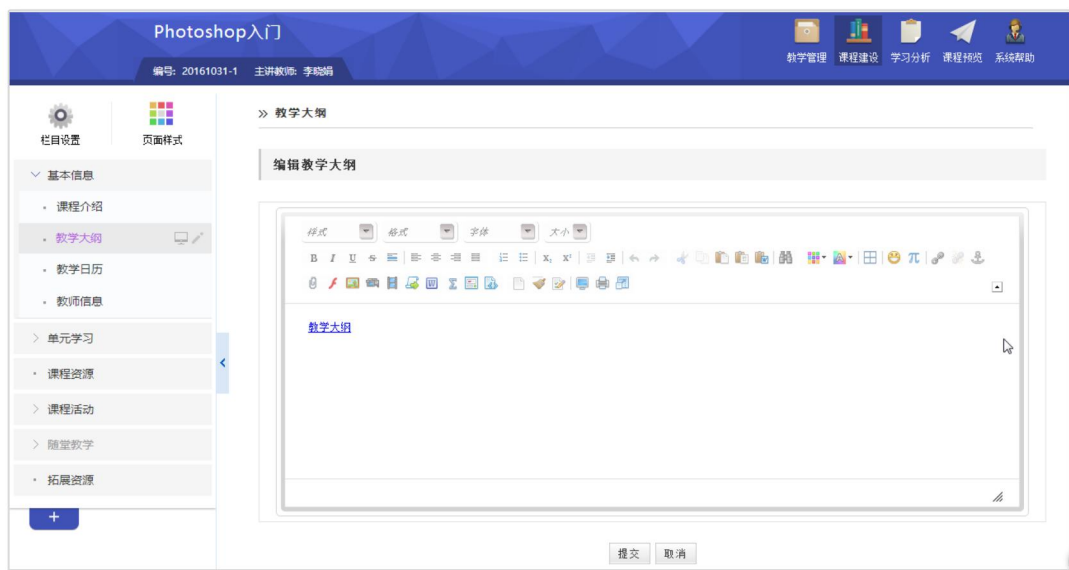 Photoshop入门
编号: 20161031-1 主讲教师: 李晓娟
教学管理 课程建设 学习分析 课程预览 系统帮助
栏目设置 页面样式
基本信息
课程介绍
教学大纲
教学日历
教师信息
单元学习
课程资源
课程活动
随堂教学
拓展资源
+
» 教学大纲
编辑教学大纲
样式 格式 字体 大小
B I U S
教学大纲
提交 取消